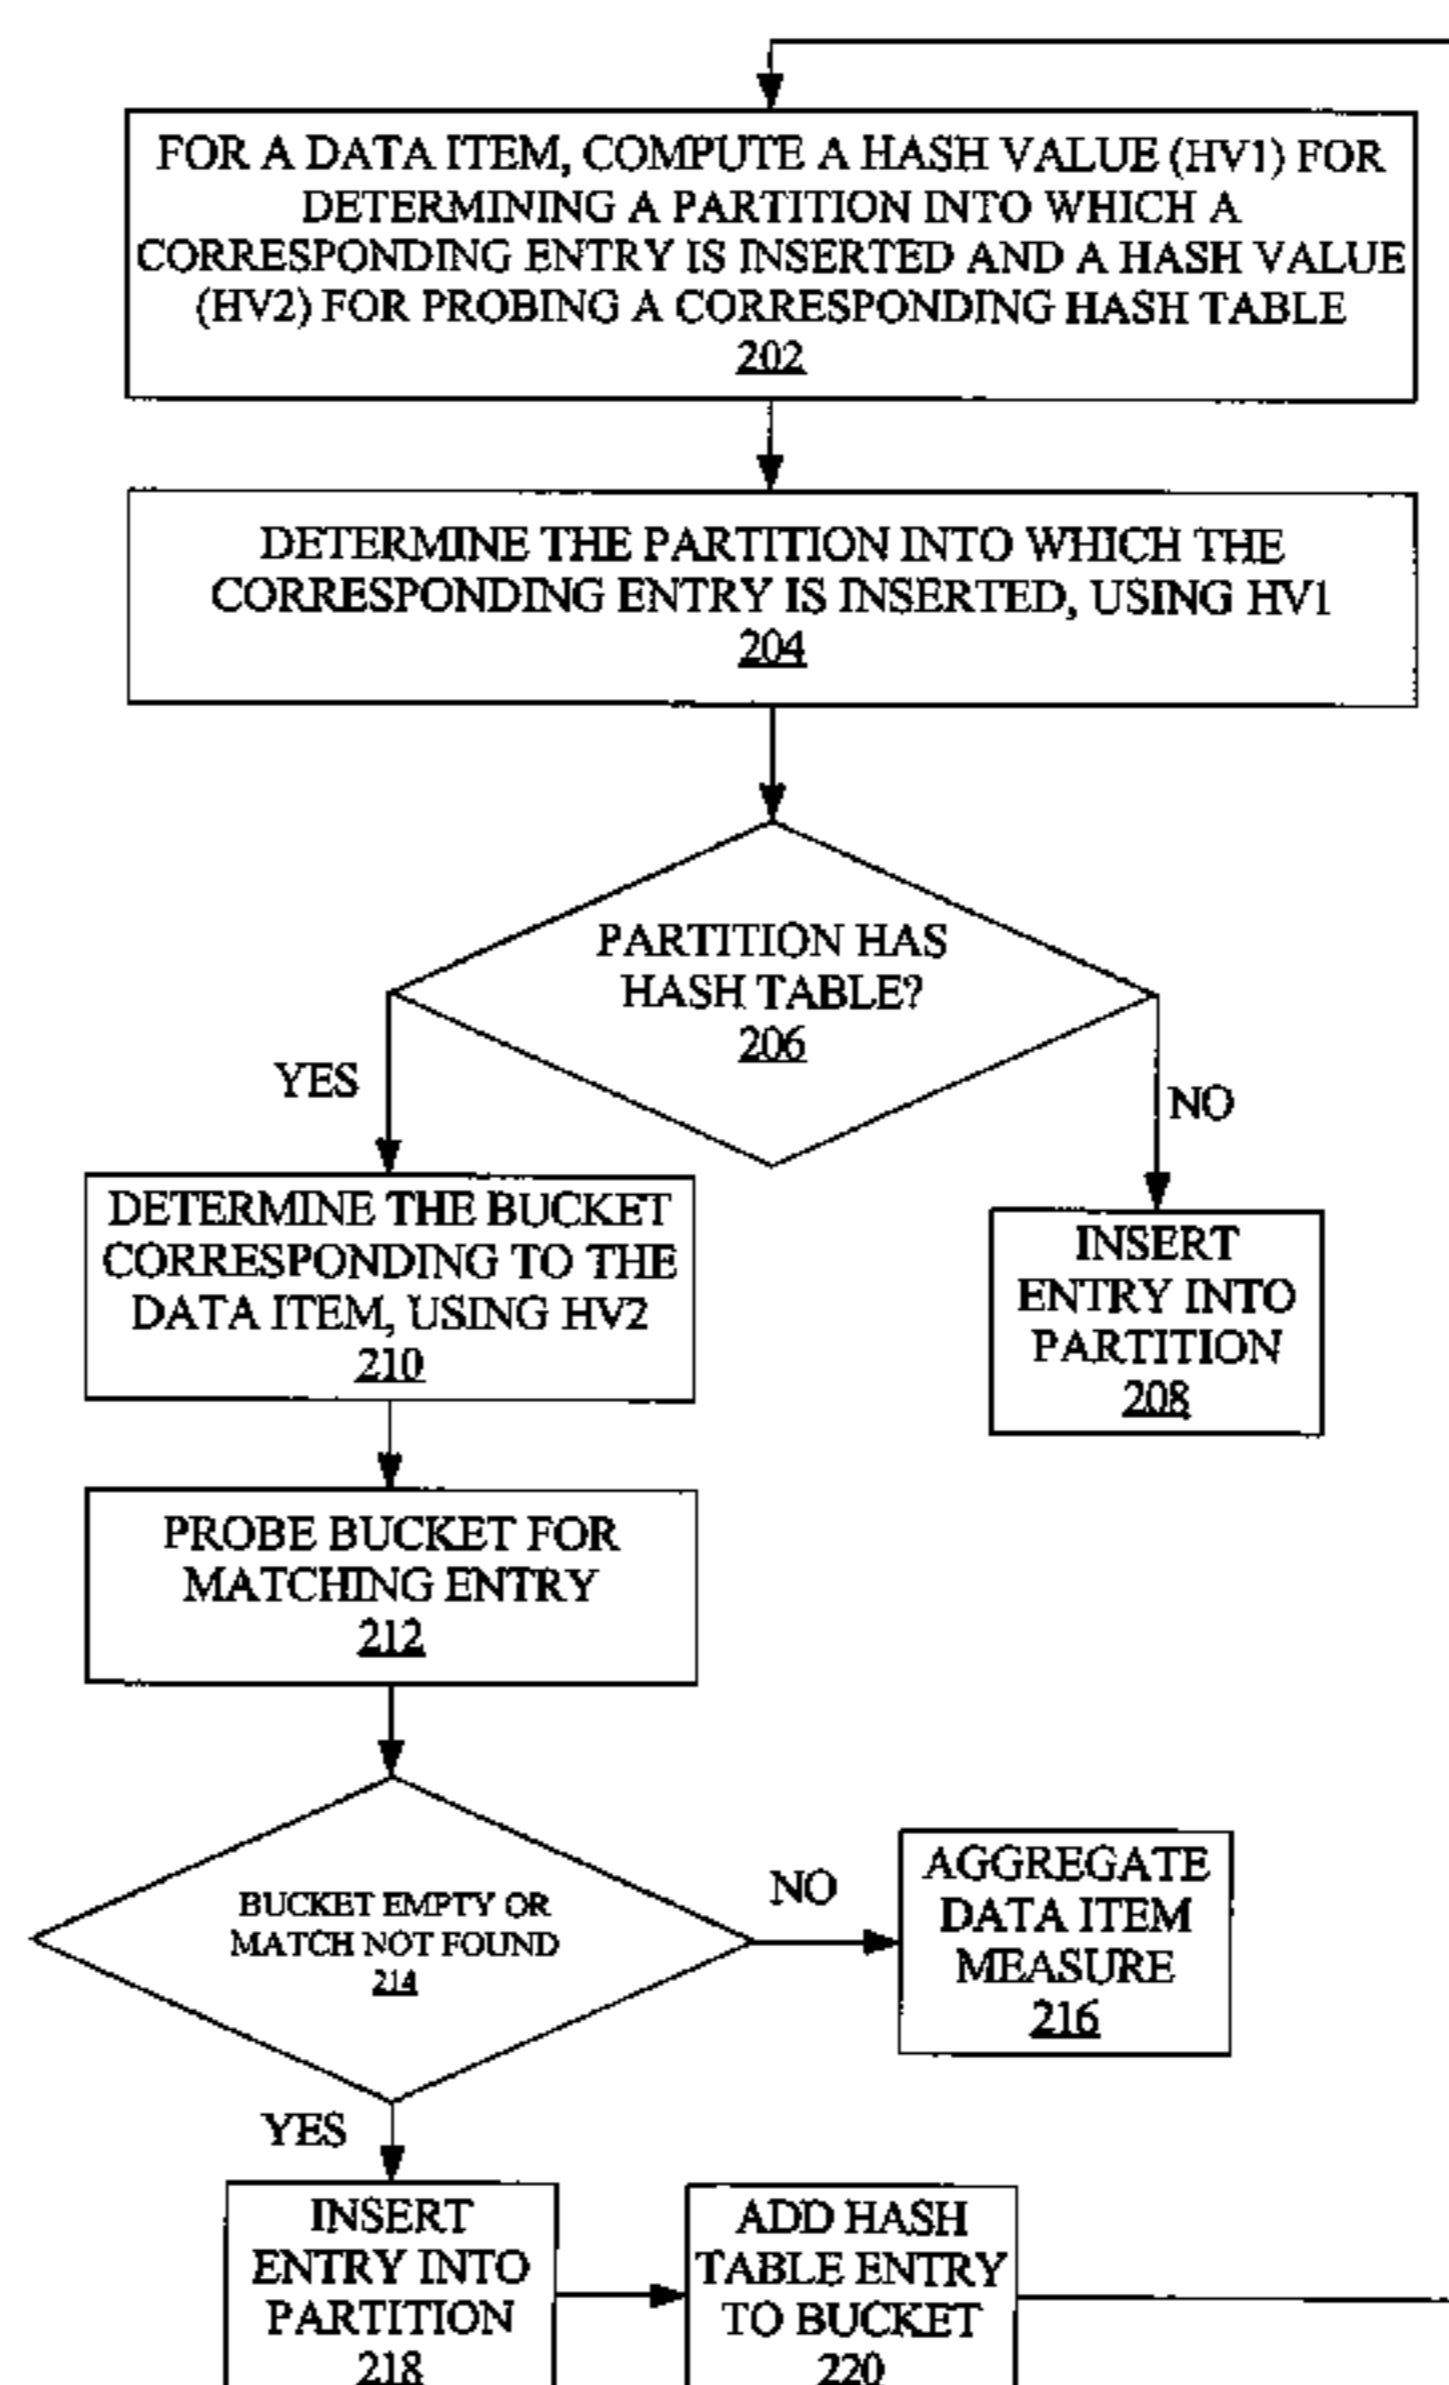 FOR A DATA ITEM, COMPUTE A HASH VALUE (HV1) FOR
DETERMINING A PARTITION INTO WHICH A
CORRESPONDING ENTRY IS INSERTED AND A HASH VALUE
(HV2) FOR PROBING A CORRESPONDING HASH TABLE
202
DETERMINE THE PARTITION INTO WHICH THE
CORRESPONDING ENTRY IS INSERTED, USING HV1
204
PARTITION HAS
HASH TABLE?
206
YES
NO
DETERMINE THE BUCKET
CORRESPONDING TO THE
DATA ITEM, USING HV2
210
INSERT
ENTRY INTO
PARTITION
208
PROBE BUCKET FOR
MATCHING ENTRY
212
BUCKET EMPTY OR
MATCH NOT FOUND
214
NO
AGGREGATE
DATA ITEM
MEASURE
216
YES
INSERT
ENTRY INTO
PARTITION
218
ADD HASH
TABLE ENTRY
TO BUCKET
220